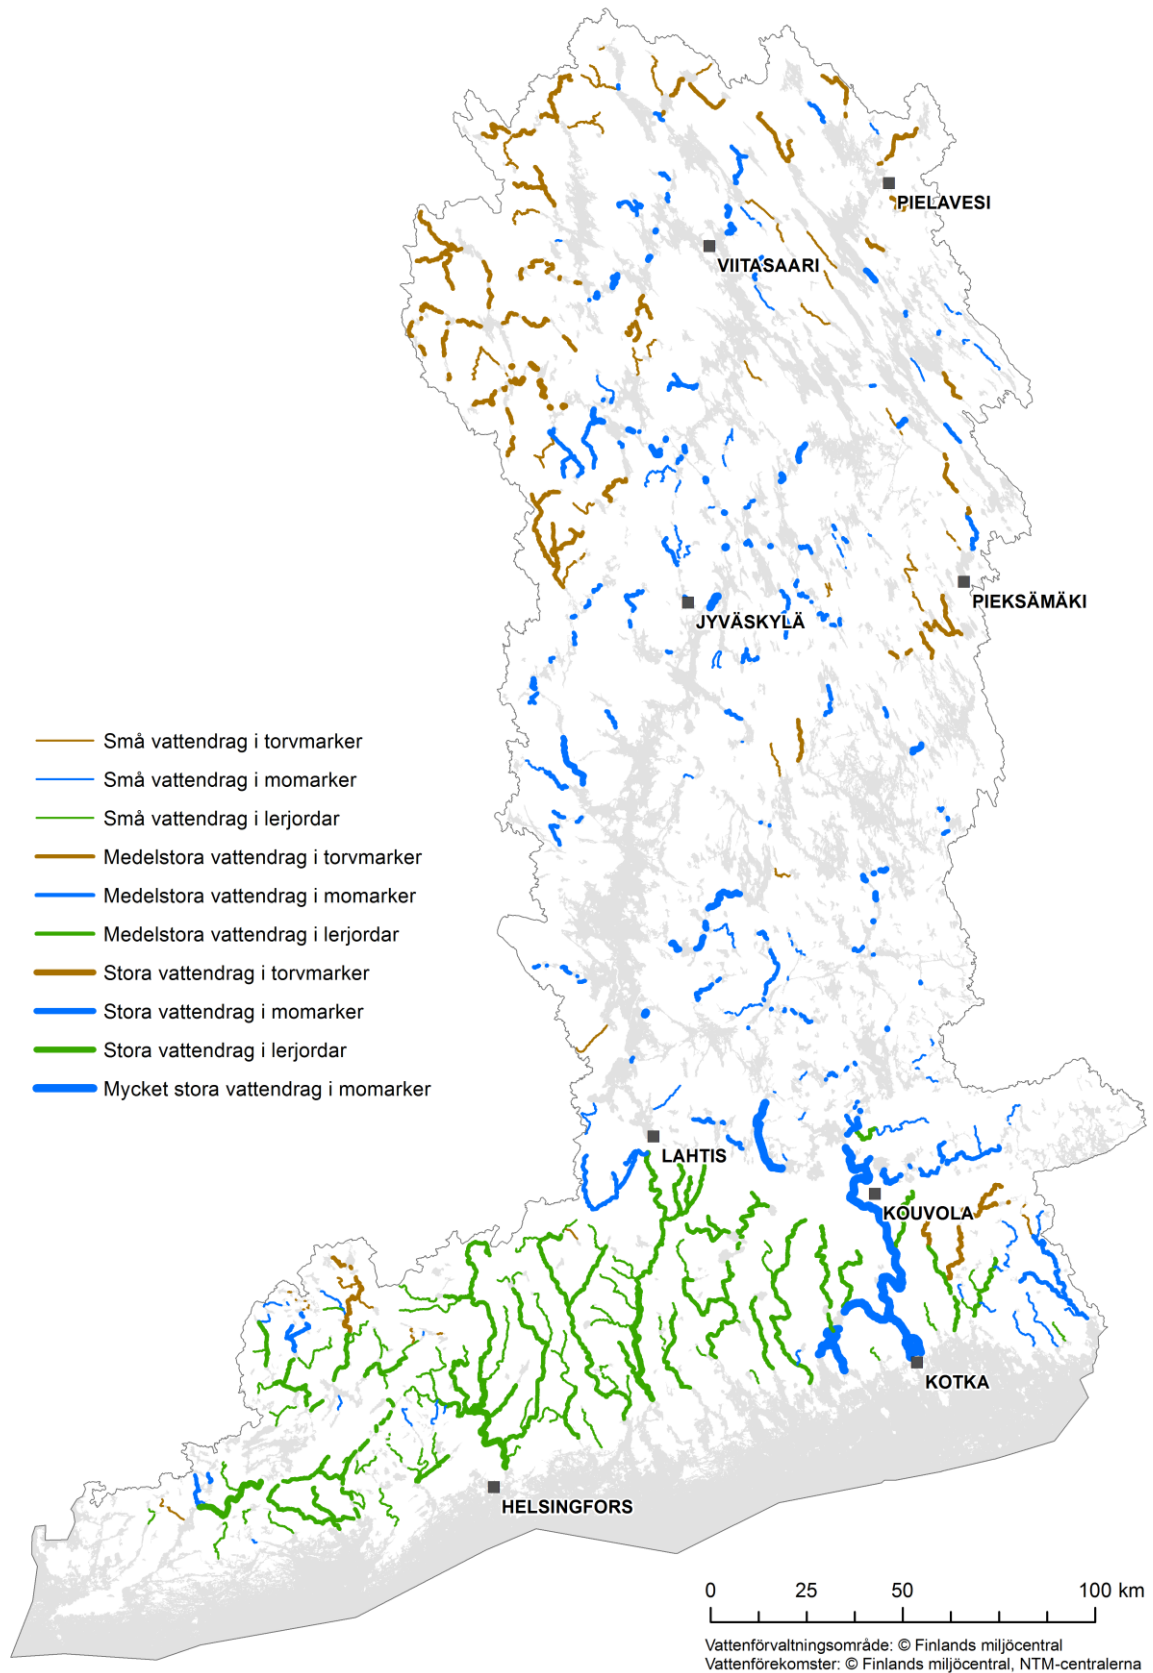 PIELAVESI
VIITASAARI
PIEKSÄMÄKI
JYVÄSKYLÄ
Små vattendrag i torvmarker
Små vattendrag i momarker
Små vattendrag i lerjordar
Medelstora vattendrag i torvmarker
Medelstora vattendrag i momarker
Medelstora vattendrag i lerjordar
Stora vattendrag i torvmarker
Stora vattendrag i momarker
Stora vattendrag i lerjordar
Mycket stora vattendrag i momarker
LAHTIS
KOUVOLA
KOTKA
HELSINGFORS
0 25 50 100 km
Vattenförvaltningsområde: © Finlands miljöcentral
Vattenförekomster: © Finlands miljöcentral, NTM-centralerna